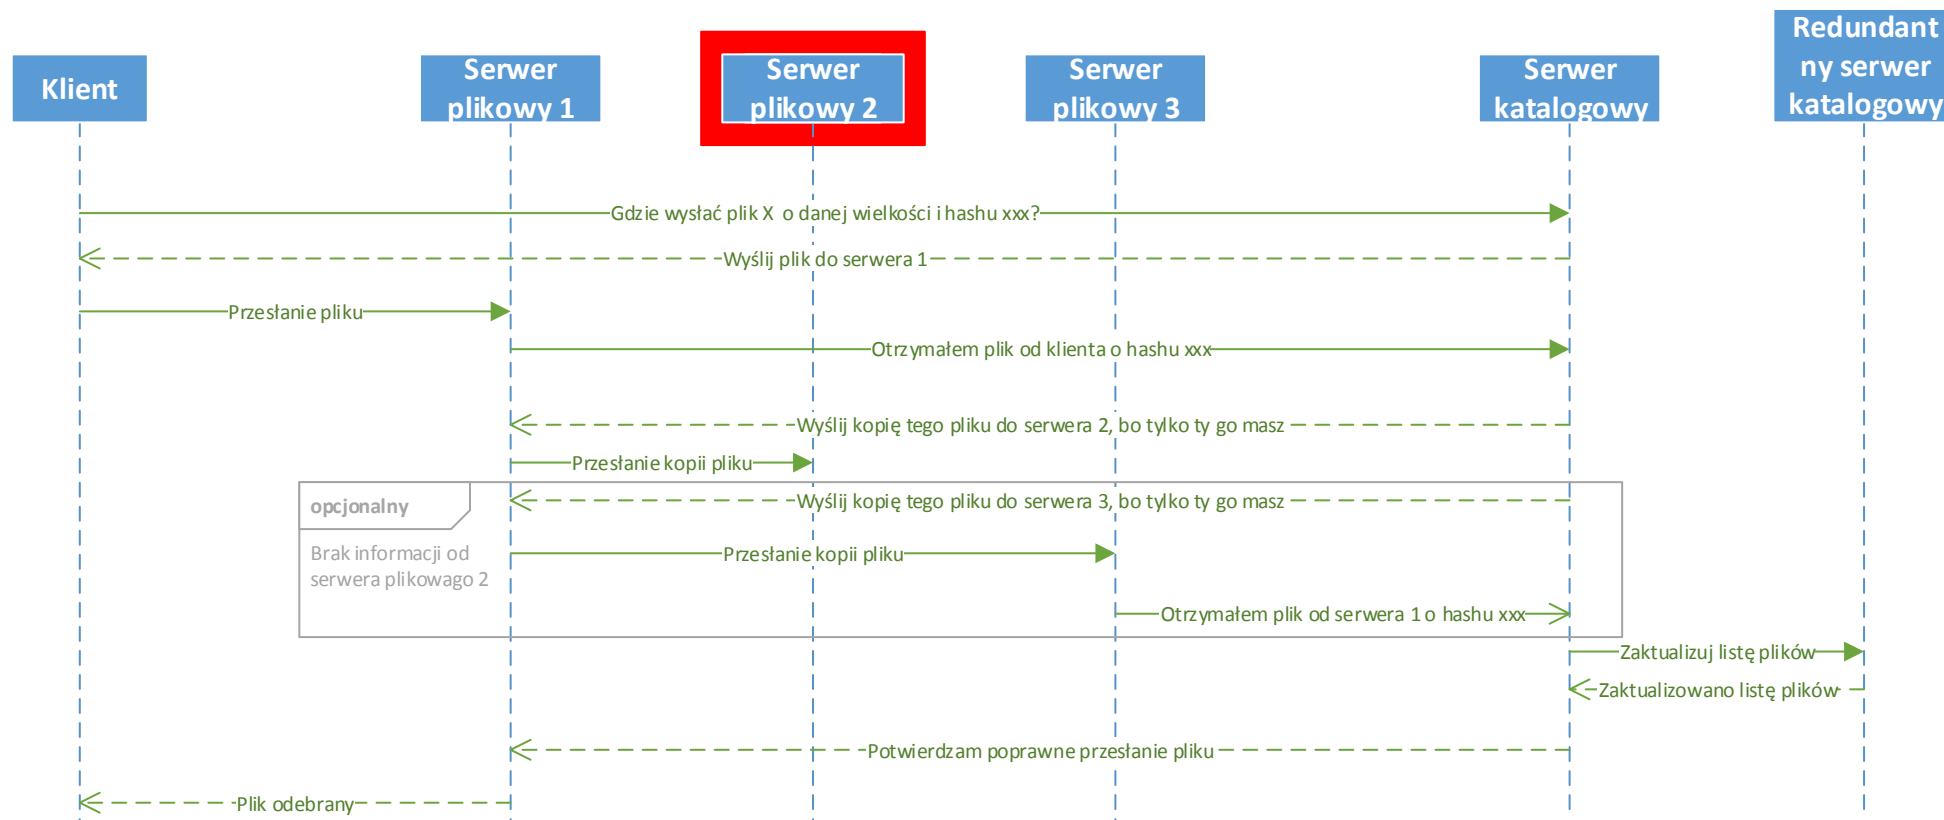 Klient
Serwer
plikowy 1
Serwer
plikowy 2
Serwer
plikowy 3
Serwer
katalogowy
Redundant
ny serwer
katalogowy
Gdzie wysłać plik X o danej wielkości i hashu xxx?
Wyślij plik do serwera 1
Przesłanie pliku
Otrzymałem plik od klienta o hashu xxx
Wyślij kopię tego pliku do serwera 2, bo tylko ty go masz
Przesłanie kopii pliku
opcjonalny
Wyślij kopię tego pliku do serwera 3, bo tylko ty go masz
Brak informacji od
serwera plikowago 2
Przesłanie kopii pliku
Otrzymałem plik od serwera 1 o hashu xxx
Zaktualizuj listę plików
Zaktualizowano listę plików
Potwierdzam poprawne przesłanie pliku
Plik odebrany